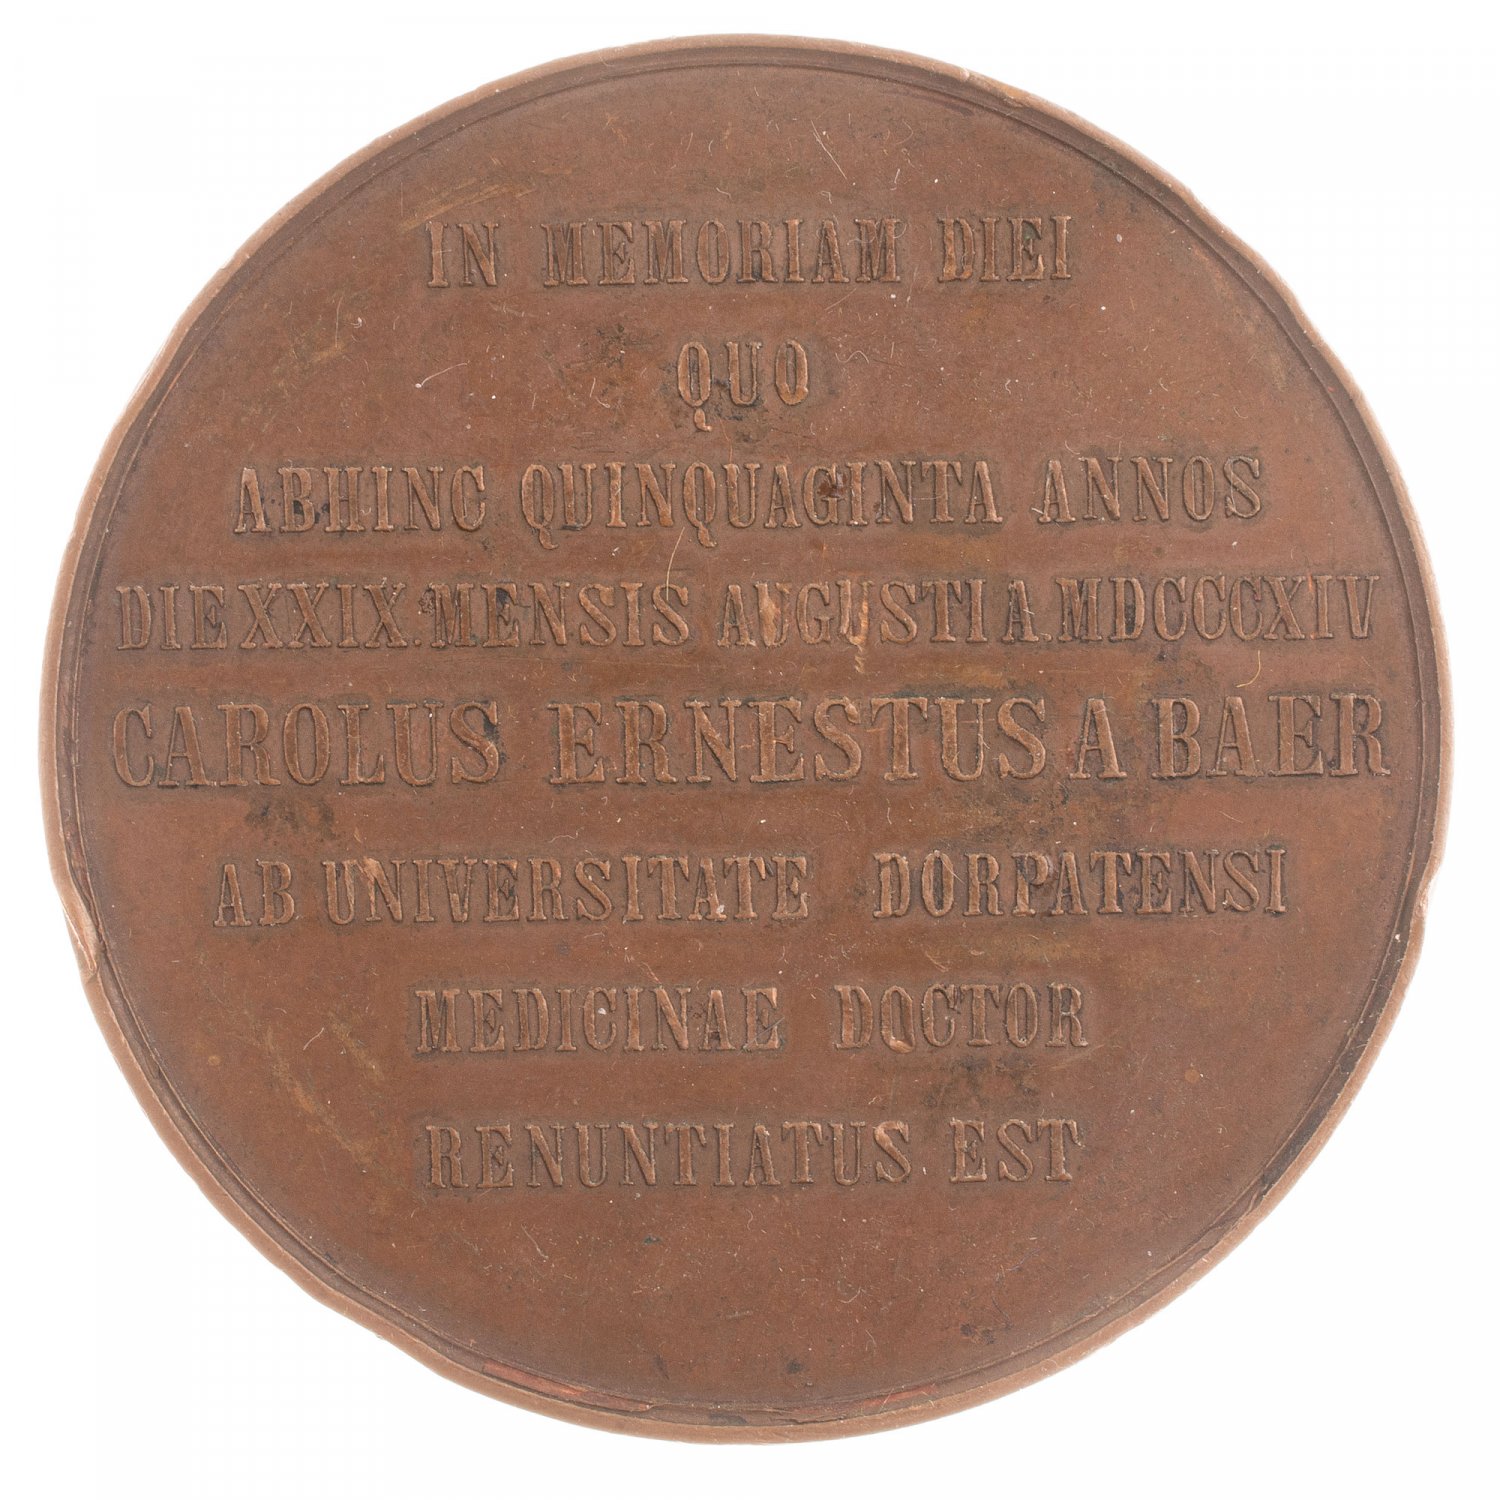 IN MEMORIAM DIEI
QUO
ABHINC QUINQUAGINTA ANNOS
DIE XXIX. MENSIS AUGUSTI A. MDCCCXIV
CAROLUS ERNESTUS A BAER
AB UNIVERSITATE DORPATENSI
MEDICINAE DOCTOR
RENUNTIATUS EST